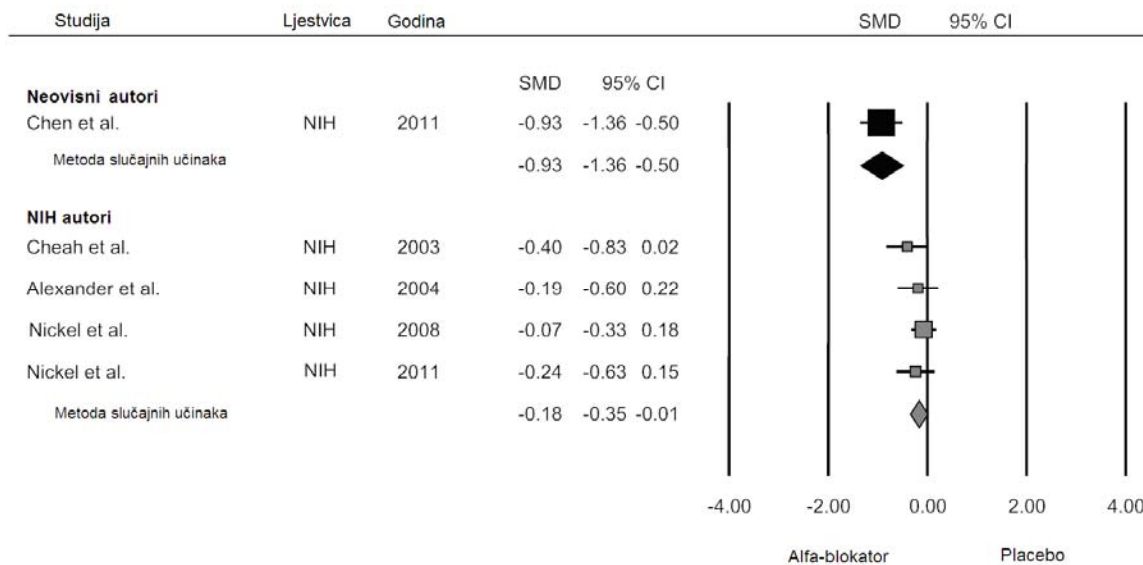 Studija Ljestvica Godina SMD 95% CI
SMD 95% CI
Neovisni autori
Chen et al. NIH 2011 -0.93 -1.36 -0.50
Metoda slučajnih učinaka -0.93 -1.36 -0.50
NIH autori
Cheah et al. NIH 2003 -0.40 -0.83 0.02
Alexander et al. NIH 2004 -0.19 -0.60 0.22
Nickel et al. NIH 2008 -0.07 -0.33 0.18
Nickel et al. NIH 2011 -0.24 -0.63 0.15
Metoda slučajnih učinaka -0.18 -0.35 -0.01
-4.00 -2.00 0.00 2.00 4.00
Alfa-blokator Placebo